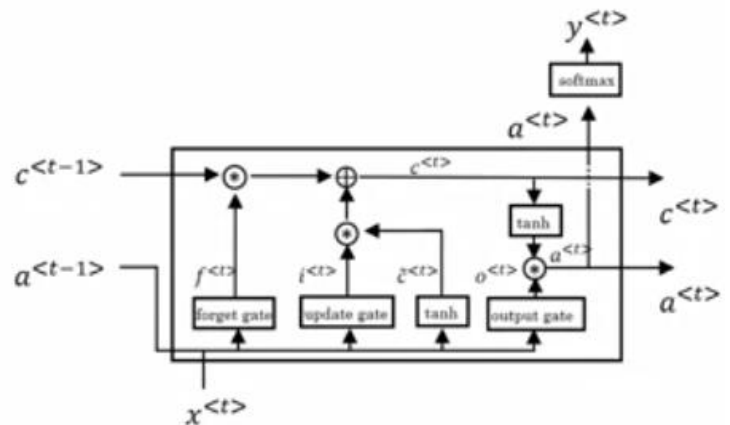 y<t>
softmax
a<t>
c<t-1>
c<t>
c<t>
tanh
a<t-1>
f<t>
i<t>
c̃<t>
o<t>
a<t>
a<t>
forget gate
update gate
tanh
output gate
x<t>